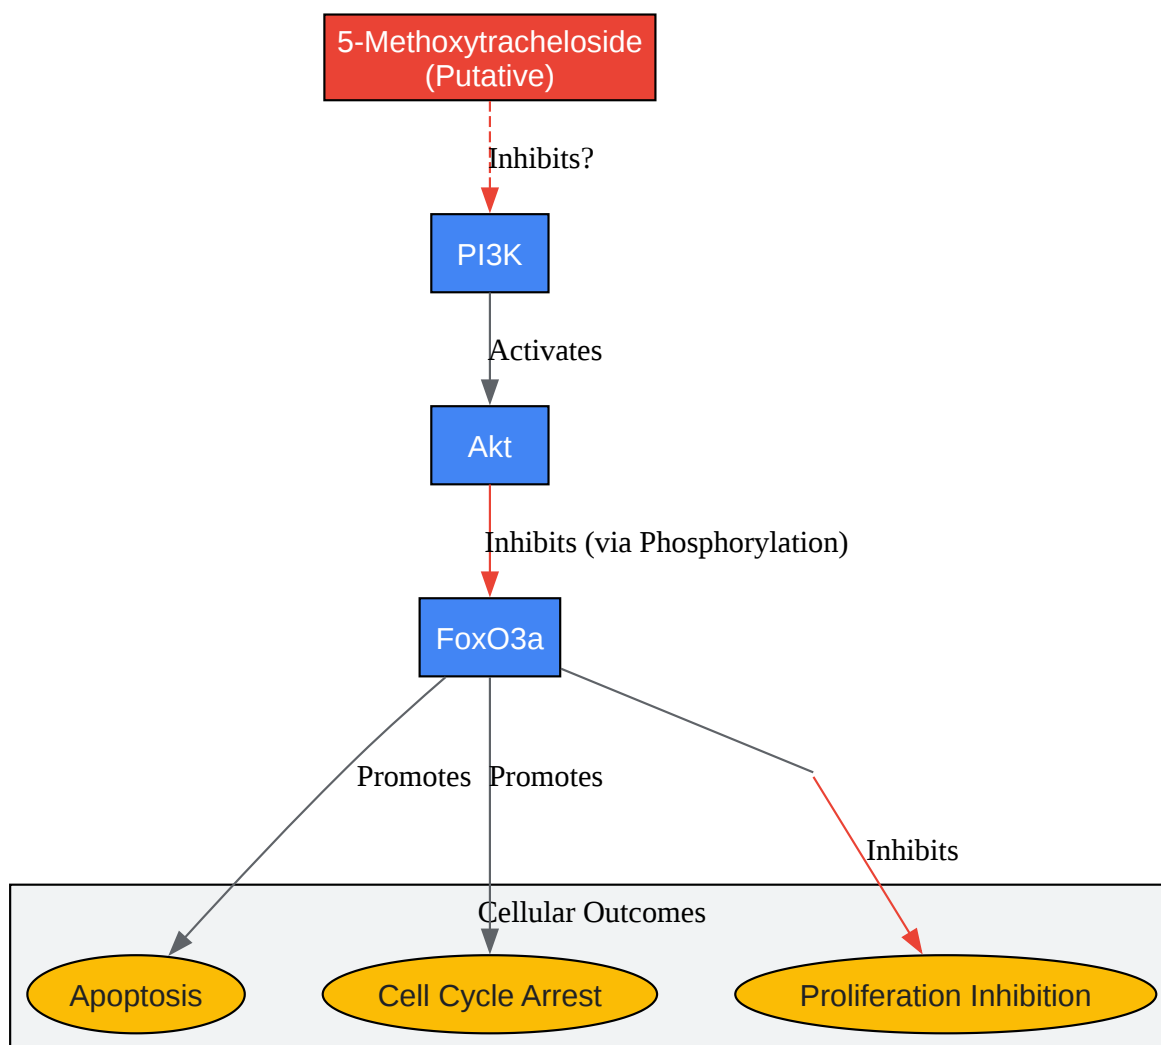 5-Methoxytracheloside
(Putative)
Inhibits?
PI3K
Activates
Akt
Inhibits (via Phosphorylation)
FoxO3a
Promotes
Promotes
Inhibits
Cellular Outcomes
Apoptosis
Cell Cycle Arrest
Proliferation Inhibition